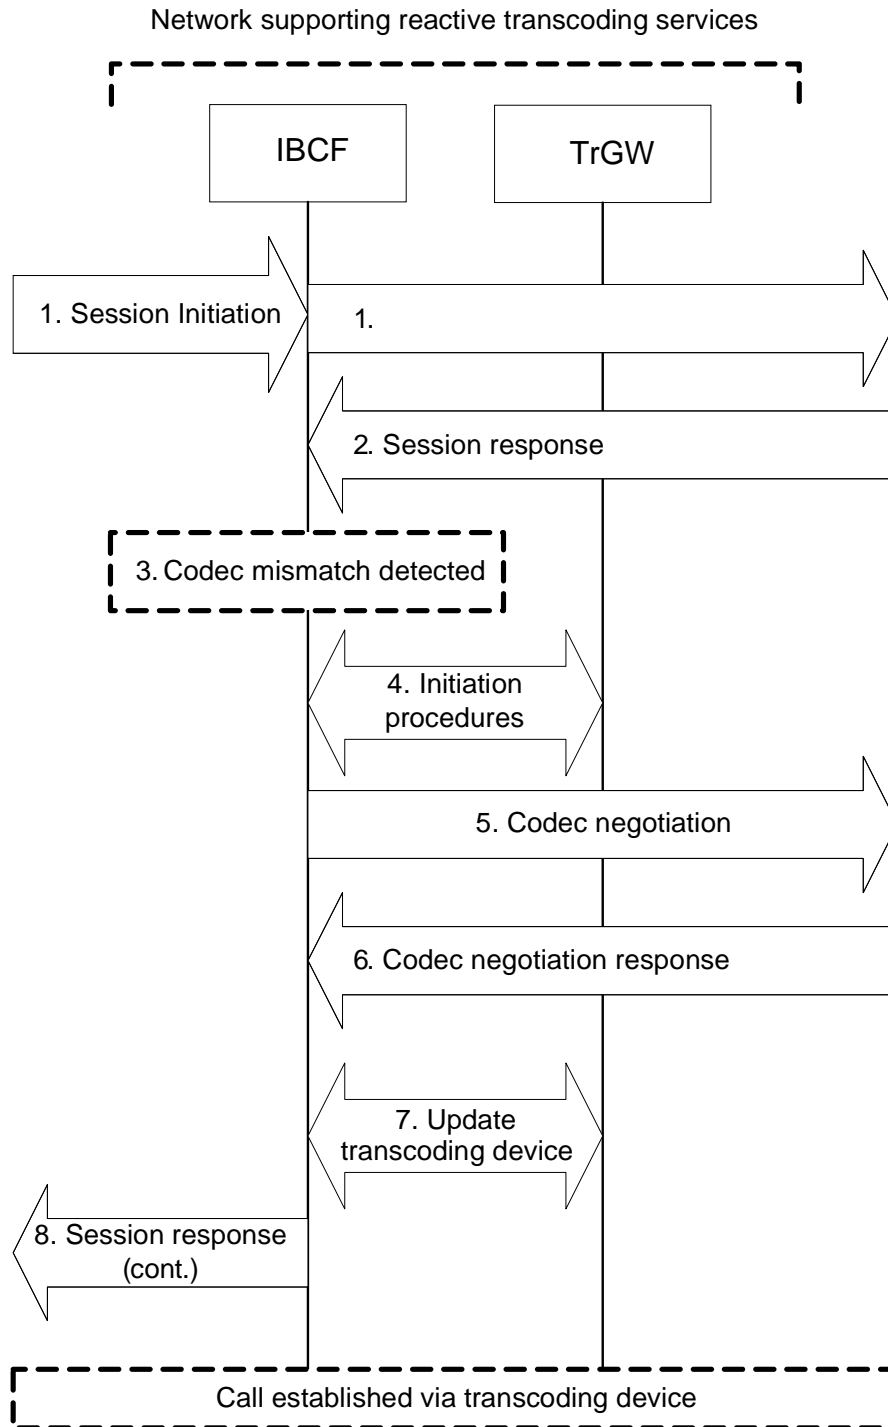 Network supporting reactive transcoding services
IBCF
TrGW
1. Session Initiation
1.
2. Session response
3. Codec mismatch detected
4. Initiation
procedures
5. Codec negotiation
6. Codec negotiation response
7. Update
transcoding device
8. Session response
(cont.)
Call established via transcoding device